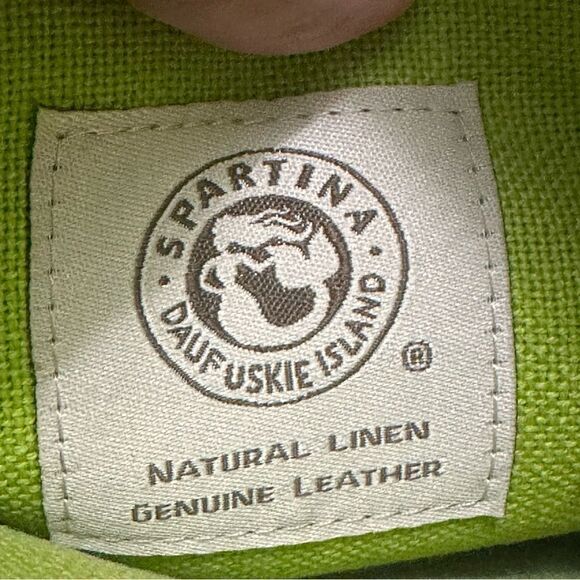 · SPARTINA ·
DAUFUSKIE ISLAND
®
NATURAL LINEN
GENUINE LEATHER